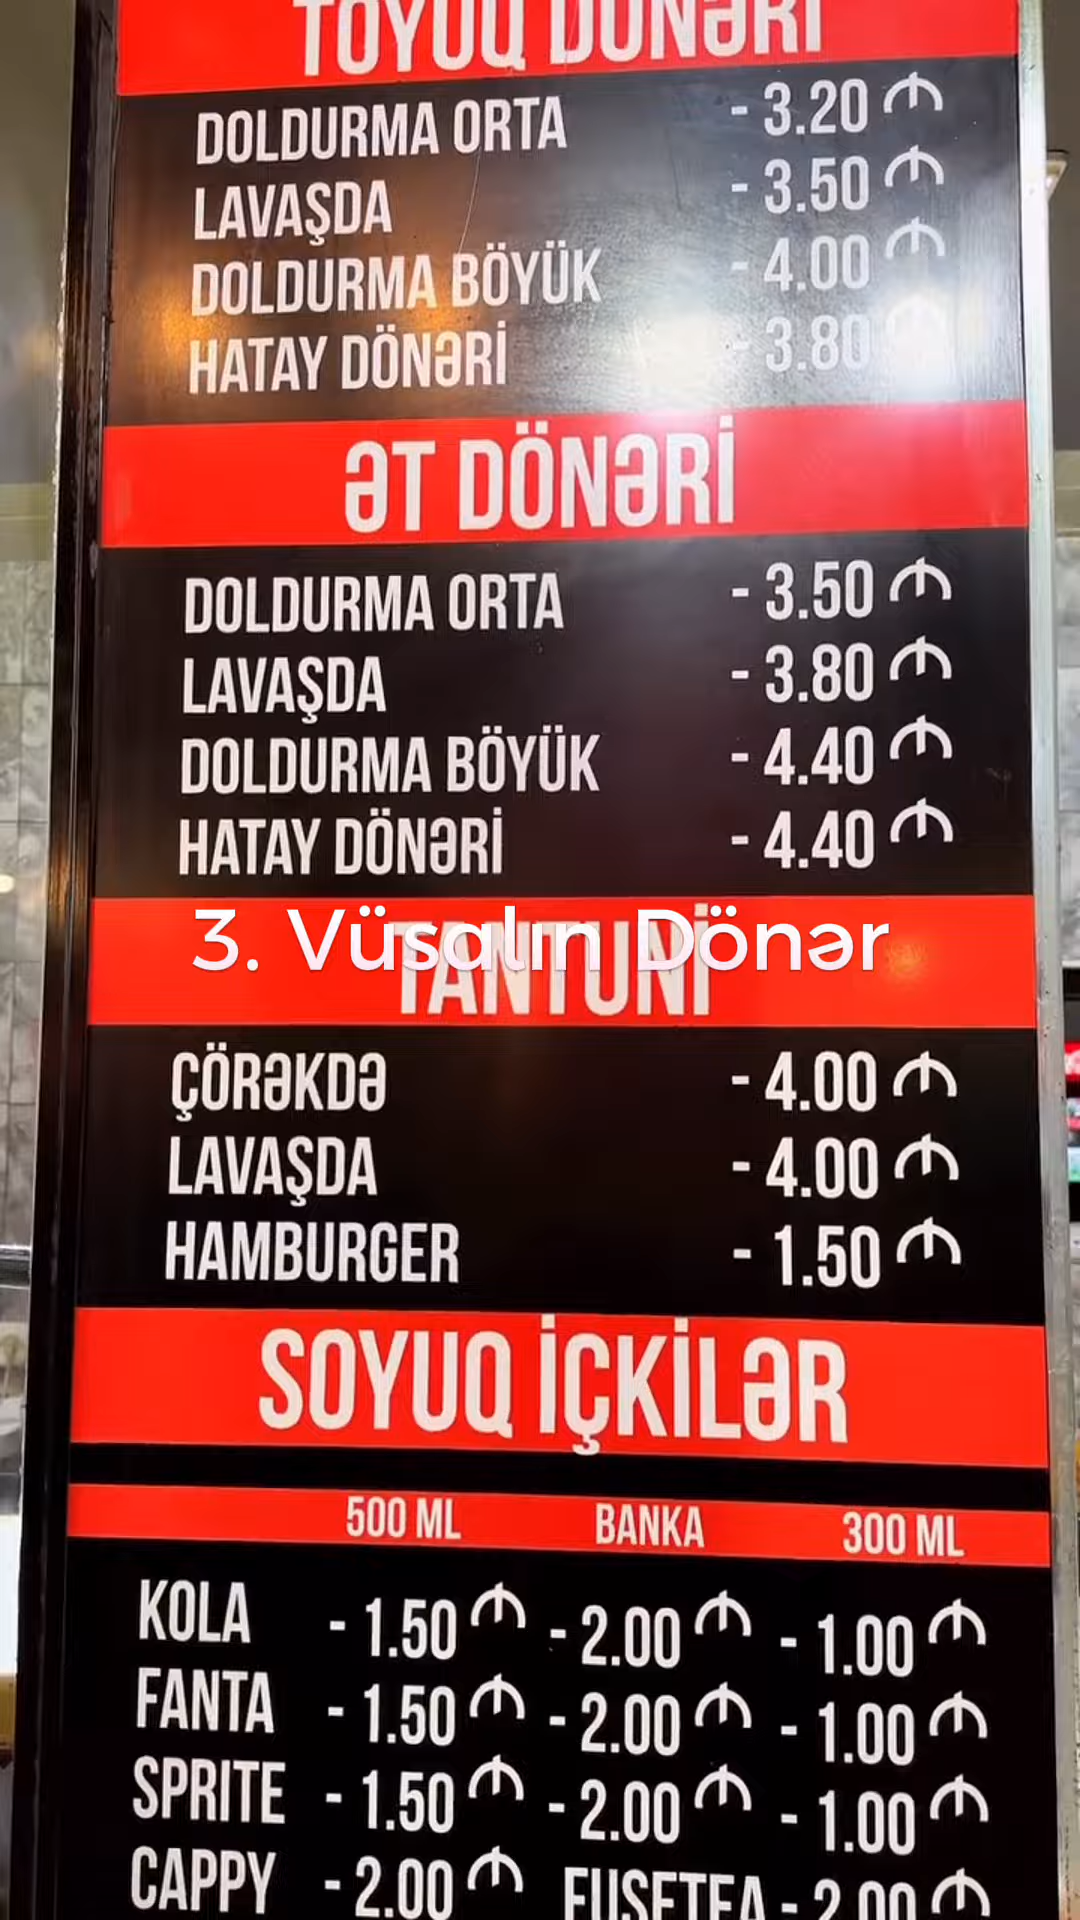 TOYUQ DÖNƏRİ
DOLDURMA ORTA - 3.20 ₼
LAVAŞDA - 3.50 ₼
DOLDURMA BÖYÜK - 4.00 ₼
HATAY DÖNƏRİ - 3.80 ₼
ƏT DÖNƏRİ
DOLDURMA ORTA - 3.50 ₼
LAVAŞDA - 3.80 ₼
DOLDURMA BÖYÜK - 4.40 ₼
HATAY DÖNƏRİ - 4.40 ₼
3. Vüsalın Dönər
TANTUNİ
ÇÖRƏKDƏ - 4.00 ₼
LAVAŞDA - 4.00 ₼
HAMBURGER - 1.50 ₼
SOYUQ İÇKİLƏR
500 ML BANKA 300 ML
KOLA - 1.50 ₼ - 2.00 ₼ - 1.00 ₼
FANTA - 1.50 ₼ - 2.00 ₼ - 1.00 ₼
SPRITE - 1.50 ₼ - 2.00 ₼ - 1.00 ₼
CAPPY - 2.00 ₼ FUSETEA - 2.00 ₼